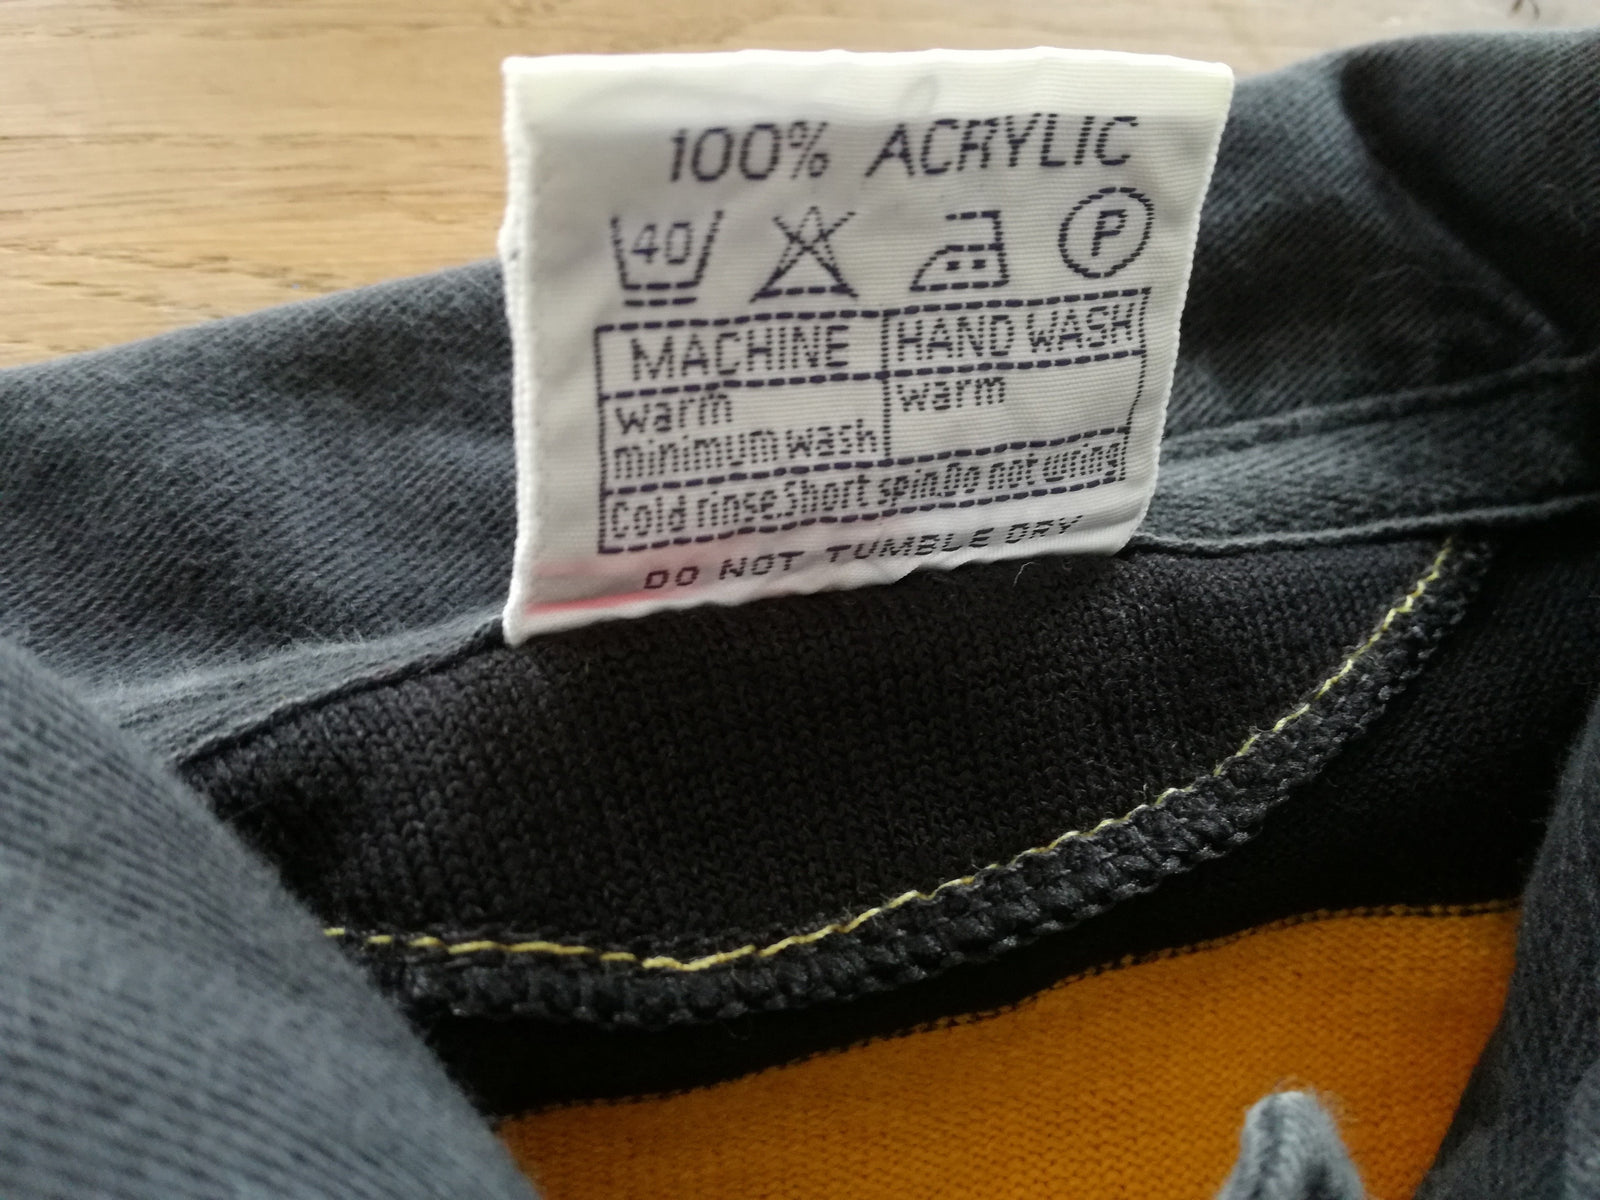 100% ACRYLIC
40 P
MACHINE HAND WASH
warm warm
minimum wash
Cold rinse.Short spin.Do not wring!
DO NOT TUMBLE DRY